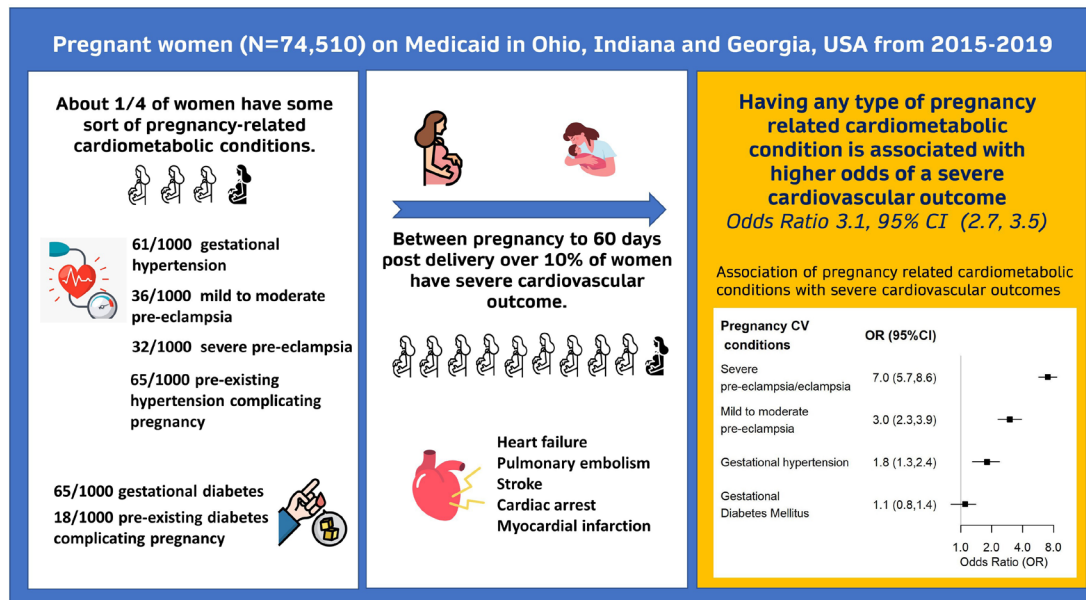 Pregnant women (N=74,510) on Medicaid in Ohio, Indiana and Georgia, USA from 2015-2019
About 1/4 of women have some
sort of pregnancy-related
cardiometabolic conditions.
61/1000 gestational
hypertension
36/1000 mild to moderate
pre-eclampsia
32/1000 severe pre-eclampsia
65/1000 pre-existing
hypertension complicating
pregnancy
65/1000 gestational diabetes
18/1000 pre-existing diabetes
complicating pregnancy
Between pregnancy to 60 days
post delivery over 10% of women
have severe cardiovascular
outcome.
Heart failure
Pulmonary embolism
Stroke
Cardiac arrest
Myocardial infarction
Having any type of pregnancy
related cardiometabolic
condition is associated with
higher odds of a severe
cardiovascular outcome
Odds Ratio 3.1, 95% CI (2.7, 3.5)
Association of pregnancy related cardiometabolic
conditions with severe cardiovascular outcomes
Pregnancy CV
conditions
OR (95%CI)
Severe
pre-eclampsia/eclampsia
7.0 (5.7,8.6)
Mild to moderate
pre-eclampsia
3.0 (2.3,3.9)
Gestational hypertension
1.8 (1.3,2.4)
Gestational
Diabetes Mellitus
1.1 (0.8,1.4)
1.0 2.0 4.0 8.0
Odds Ratio (OR)